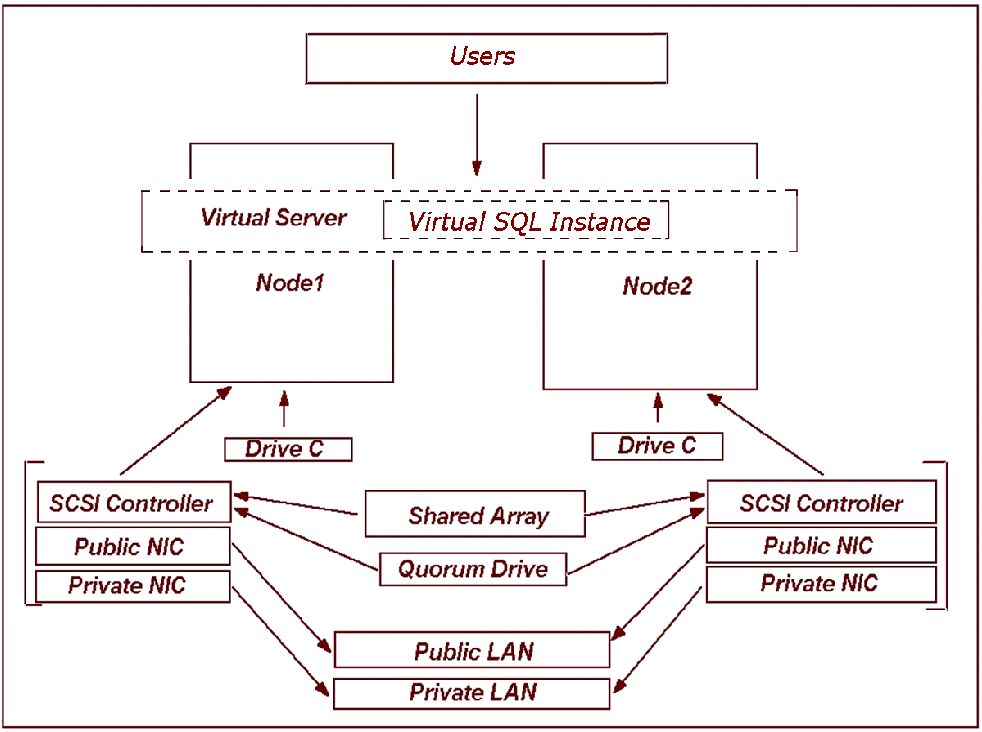 Users
Virtual Server
Virtual SQL Instance
Node1
Node2
Drive C
Drive C
SCSI Controller
Shared Array
SCSI Controller
Public NIC
Quorum Drive
Public NIC
Private NIC
Private NIC
Public LAN
Private LAN